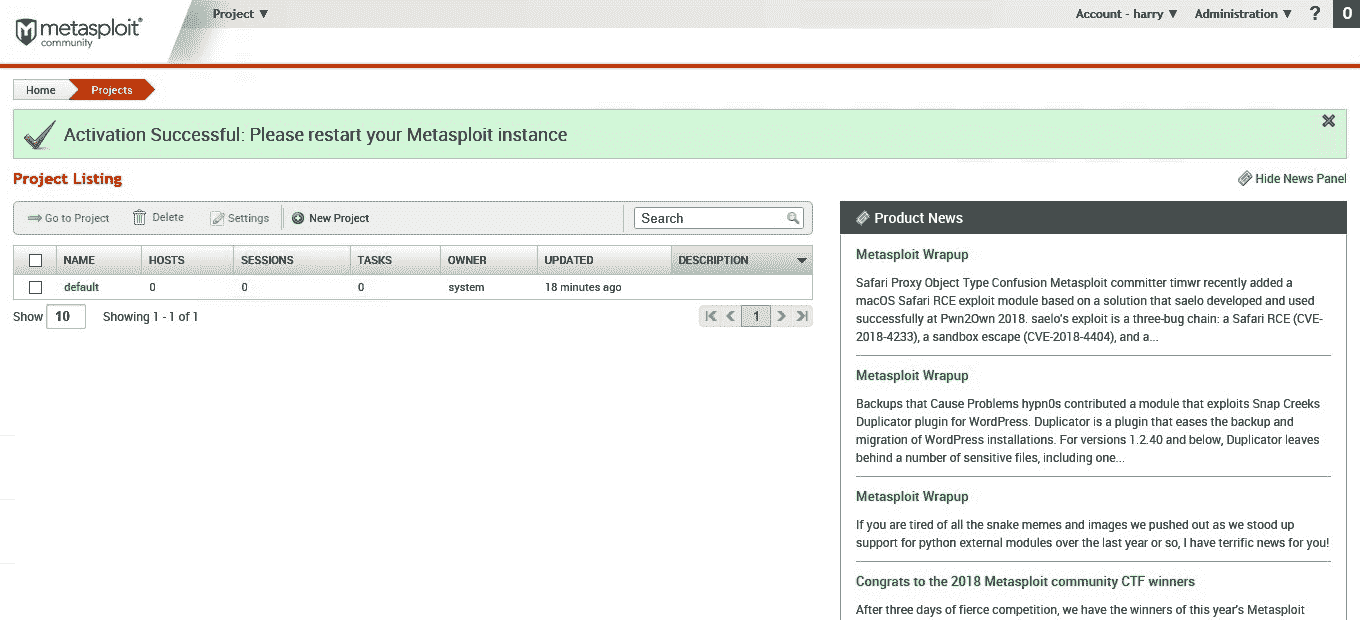 metasploit®
community
Project ▼
Account - harry ▼ Administration ▼ ? 0
Home Projects
Activation Successful: Please restart your Metasploit instance
Project Listing
Hide News Panel
Go to Project Delete Settings New Project Search
NAME HOSTS SESSIONS TASKS OWNER UPDATED DESCRIPTION
default 0 0 0 system 18 minutes ago
Show 10 Showing 1 - 1 of 1 1
Product News
Metasploit Wrapup
Safari Proxy Object Type Confusion Metasploit committer timwr recently added a
macOS Safari RCE exploit module based on a solution that saelo developed and used
successfully at Pwn2Own 2018. saelo's exploit is a three-bug chain: a Safari RCE (CVE-
2018-4233), a sandbox escape (CVE-2018-4404), and a...
Metasploit Wrapup
Backups that Cause Problems hypn0s contributed a module that exploits Snap Creeks
Duplicator plugin for WordPress. Duplicator is a plugin that eases the backup and
migration of WordPress installations. For versions 1.2.40 and below, Duplicator leaves
behind a number of sensitive files, including one...
Metasploit Wrapup
If you are tired of all the snake memes and images we pushed out as we stood up
support for python external modules over the last year or so, I have terrific news for you!
Congrats to the 2018 Metasploit community CTF winners
After three days of fierce competition, we have the winners of this year's Metasploit